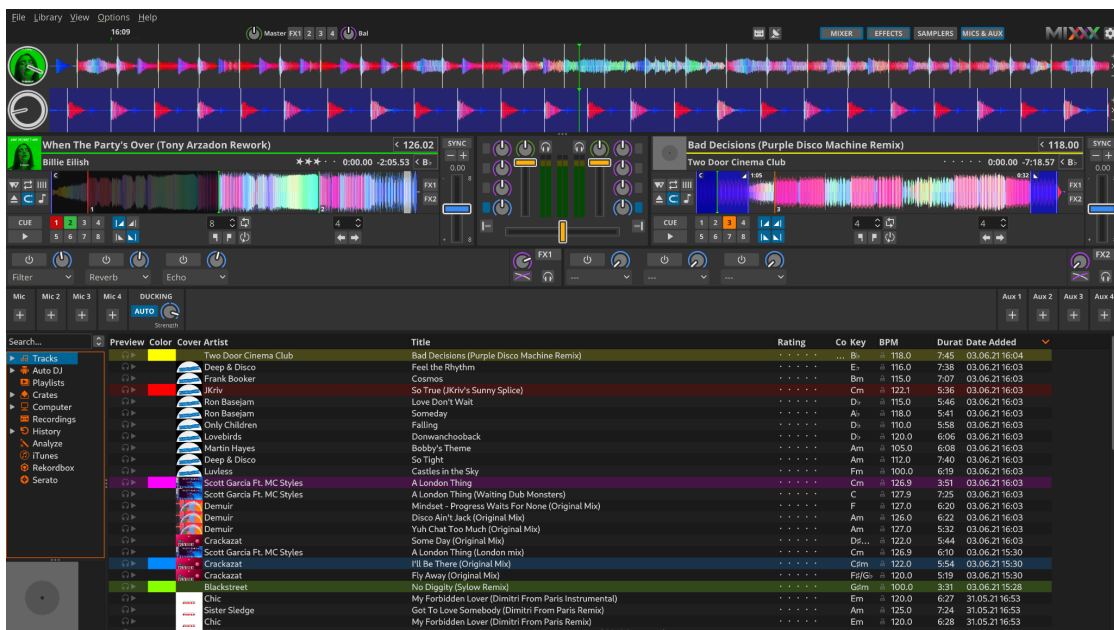 File Library View Options Help
16:09 Master FX1 2 3 4 Bal MIXER EFFECTS SAMPLERS MICS & AUX MIXXX
When The Party's Over (Tony Arzadon Rework) < 126.02 SYNC Bad Decisions (Purple Disco Machine Remix) < 118.00 SYNC
Billie Eilish ★★★ · · 0:00.00 -2:05.53 < B♭ 0.00 Two Door Cinema Club · · · · · 0:00.00 -7:18.57 < B♭ 0.00
C 1 2 FX1 FX2 8 C 1:05 0:32 3 FX1 FX2 8
CUE 1 2 3 4 8 4 CUE 1 2 3 4 4 4
5 6 7 8 5 6 7 8
FX1 FX2
Filter Reverb Echo --- --- ---
Mic Mic 2 Mic 3 Mic 4 DUCKING Aux 1 Aux 2 Aux 3 Aux 4
+ + + + AUTO + + + +
Strength
Search... Preview Color Cover Artist Title Rating Co Key BPM Durati Date Added
Tracks Two Door Cinema Club Bad Decisions (Purple Disco Machine Remix) ... B♭ 118.0 7:45 03.06.21 16:04
Auto DJ Deep & Disco Feel the Rhythm E♭ 116.0 7:38 03.06.21 16:03
Playlists Frank Booker Cosmos Bm 115.0 7:07 03.06.21 16:03
Crates JKriv So True (JKriv's Sunny Splice) Cm 122.1 5:36 03.06.21 16:03
Computer Ron Basejam Love Don't Wait D♭ 115.0 5:46 03.06.21 16:03
Recordings Ron Basejam Someday A♭ 118.0 5:41 03.06.21 16:03
History Only Children Falling D♭ 110.0 5:58 03.06.21 16:03
Analyze Lovebirds Donwanchooback D♭ 120.0 6:06 03.06.21 16:03
iTunes Martin Hayes Bobby's Theme Am 105.0 6:08 03.06.21 16:03
Rekordbox Deep & Disco So Tight Am 112.0 7:40 03.06.21 16:03
Serato Luvless Castles in the Sky Fm 100.0 6:19 03.06.21 16:03
Scott Garcia Ft. MC Styles A London Thing Cm 126.9 3:51 03.06.21 16:03
Scott Garcia Ft. MC Styles A London Thing (Waiting Dub Monsters) C 127.9 7:25 03.06.21 16:03
Demuir Mindset - Progress Waits For None (Original Mix) F 127.0 6:20 03.06.21 16:03
Demuir Disco Ain't Jack (Original Mix) Am 126.0 6:22 03.06.21 16:03
Demuir Yuh Chat Too Much (Original Mix) Am 127.0 5:32 03.06.21 16:03
Crackazat Some Day (Original Mix) D♯... 122.0 5:44 03.06.21 16:03
Scott Garcia Ft. MC Styles A London Thing (London mix) Cm 126.9 6:10 03.06.21 15:30
Crackazat I'll Be There (Original Mix) C♯m 122.0 5:54 03.06.21 15:30
Crackazat Fly Away (Original Mix) F♯/G♭ 120.0 5:19 03.06.21 15:30
Blackstreet No Diggity (Sylow Remix) G♯m 100.0 3:31 03.06.21 15:28
Chic My Forbidden Lover (Dimitri From Paris Instrumental) Em 120.0 6:27 31.05.21 16:53
Sister Sledge Got To Love Somebody (Dimitri From Paris Remix) Am 125.0 7:24 31.05.21 16:53
Chic My Forbidden Lover (Dimitri From Paris Remix) Em 120.0 6:28 31.05.21 16:53